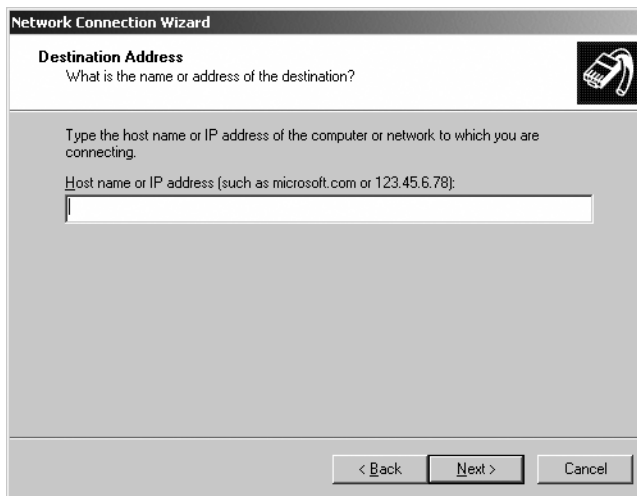 Network Connection Wizard
Destination Address
What is the name or address of the destination?
Type the host name or IP address of the computer or network to which you are
connecting.
Host name or IP address (such as microsoft.com or 123.45.6.78):
< Back
Next >
Cancel